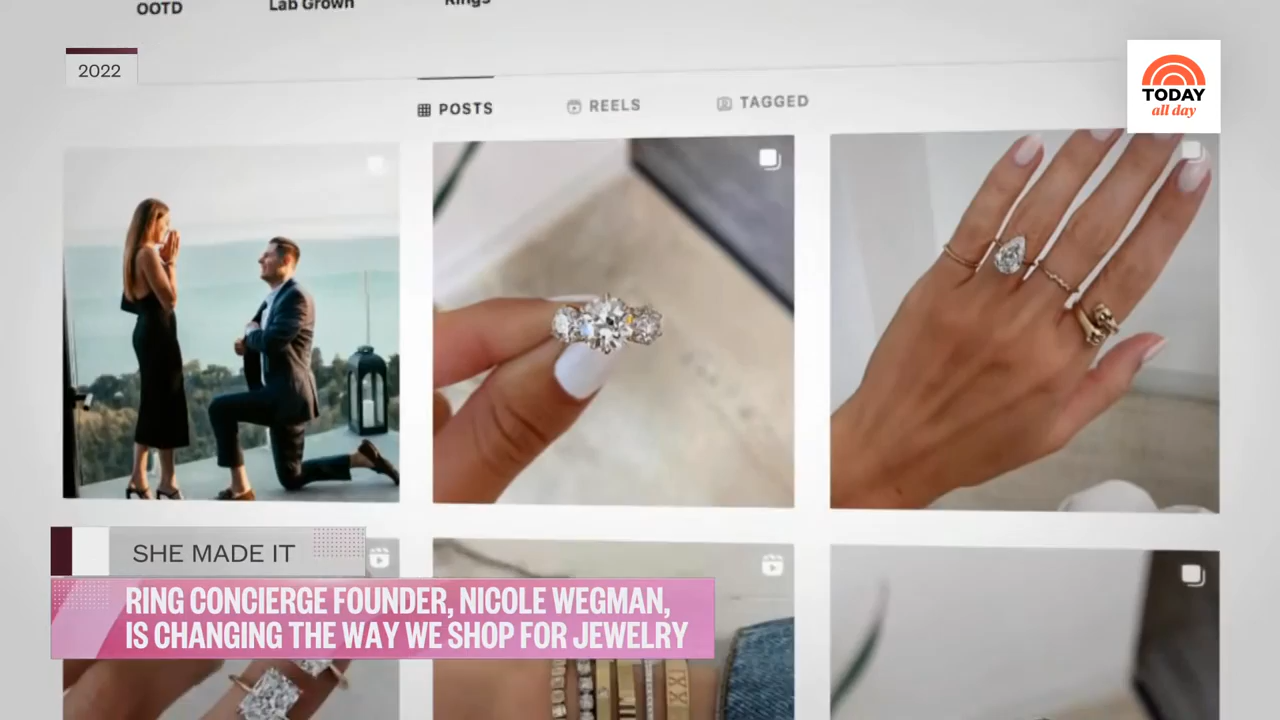 OOTD
Lab Grown
Rings
2022
TODAY
all day
POSTS
REELS
TAGGED
SHE MADE IT
RING CONCIERGE FOUNDER, NICOLE WEGMAN,
IS CHANGING THE WAY WE SHOP FOR JEWELRY